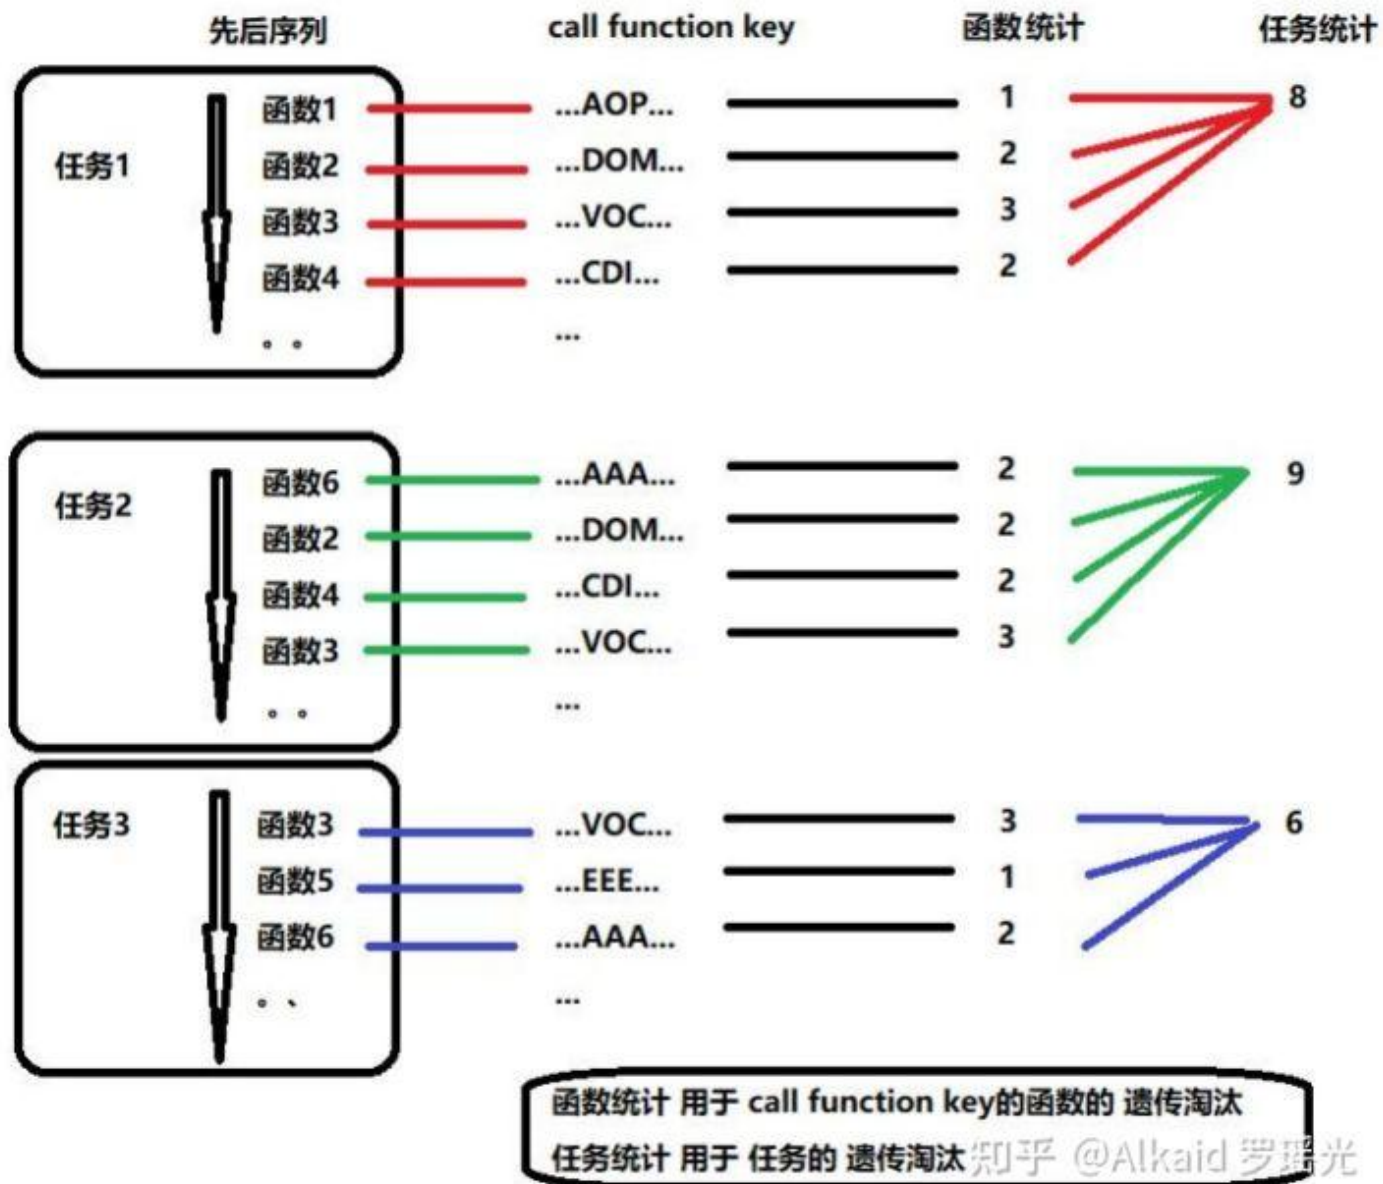 先后序列 call function key 函数统计 任务统计
函数1 ...AOP... 1 8
任务1 函数2 ...DOM... 2
函数3 ...VOC... 3
函数4 ...CDI... 2
。。 ...
函数6 ...AAA... 2 9
任务2 函数2 ...DOM... 2
函数4 ...CDI... 2
函数3 ...VOC... 3
。。 ...
任务3 函数3 ...VOC... 3 6
函数5 ...EEE... 1
函数6 ...AAA... 2
。、 ...
函数统计 用于 call function key的函数的 遗传淘汰
任务统计 用于 任务的 遗传淘汰
知乎 @Alkaid 罗瑶光